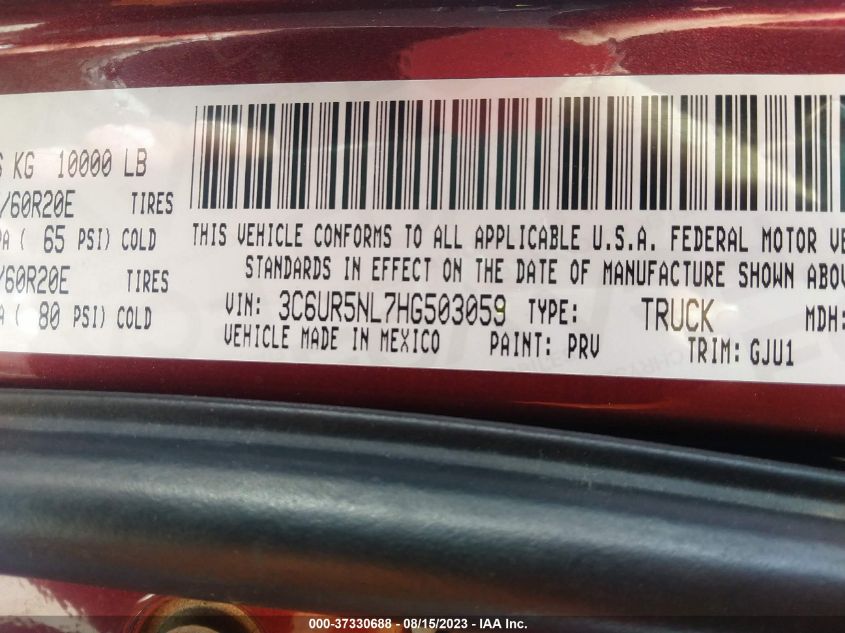 KG 10000 LB
/60R20E TIRES
( 65 PSI) COLD
/60R20E TIRES
( 80 PSI) COLD
THIS VEHICLE CONFORMS TO ALL APPLICABLE U.S.A. FEDERAL MOTOR
STANDARDS IN EFFECT ON THE DATE OF MANUFACTURE SHOWN
VIN: 3C6UR5NL7HG503059 TYPE: TRUCK MDH:
VEHICLE MADE IN MEXICO PAINT: PRV TRIM: GJU1
000-37330688 - 08/15/2023 - IAA Inc.